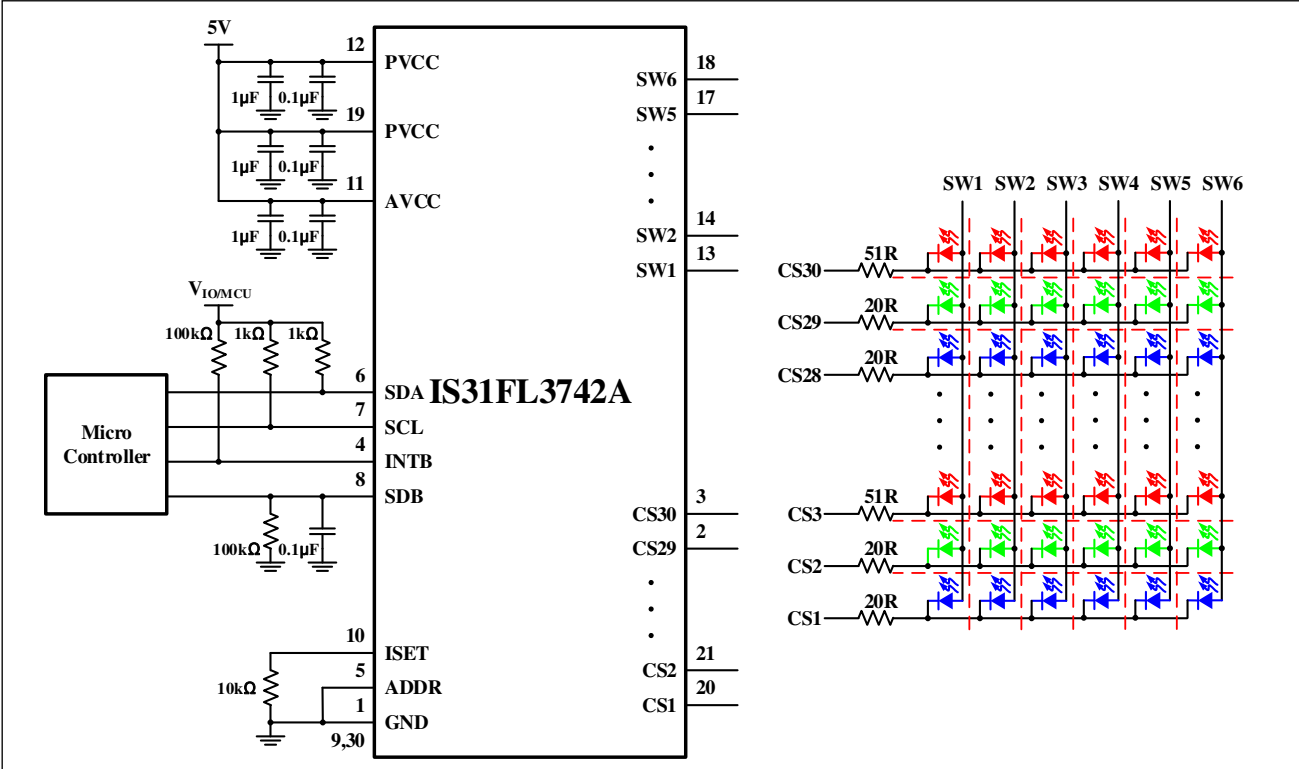 5V
12
PVCC
1μF 0.1μF
19
PVCC
1μF 0.1μF
11
AVCC
1μF 0.1μF
18
SW6
17
SW5
14
SW2
13
SW1
V_IO/MCU
100kΩ 1kΩ 1kΩ
Micro
Controller
6
SDA
IS31FL3742A
7
SCL
4
INTB
8
SDB
100kΩ 0.1μF
3
CS30
2
CS29
10
ISET
10kΩ
5
ADDR
1
GND
9,30
21
CS2
20
CS1
SW1 SW2 SW3 SW4 SW5 SW6
CS30 51R
CS29 20R
CS28 20R
CS3 51R
CS2 20R
CS1 20R